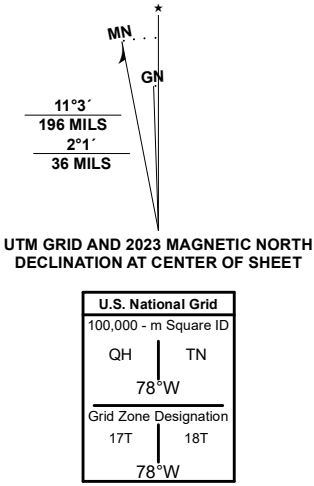 MN
GN
11°3´
196 MILS
2°1´
36 MILS
UTM GRID AND 2023 MAGNETIC NORTH
DECLINATION AT CENTER OF SHEET
U.S. National Grid
100,000 - m Square ID
QH TN
78°W
Grid Zone Designation
17T 18T
78°W